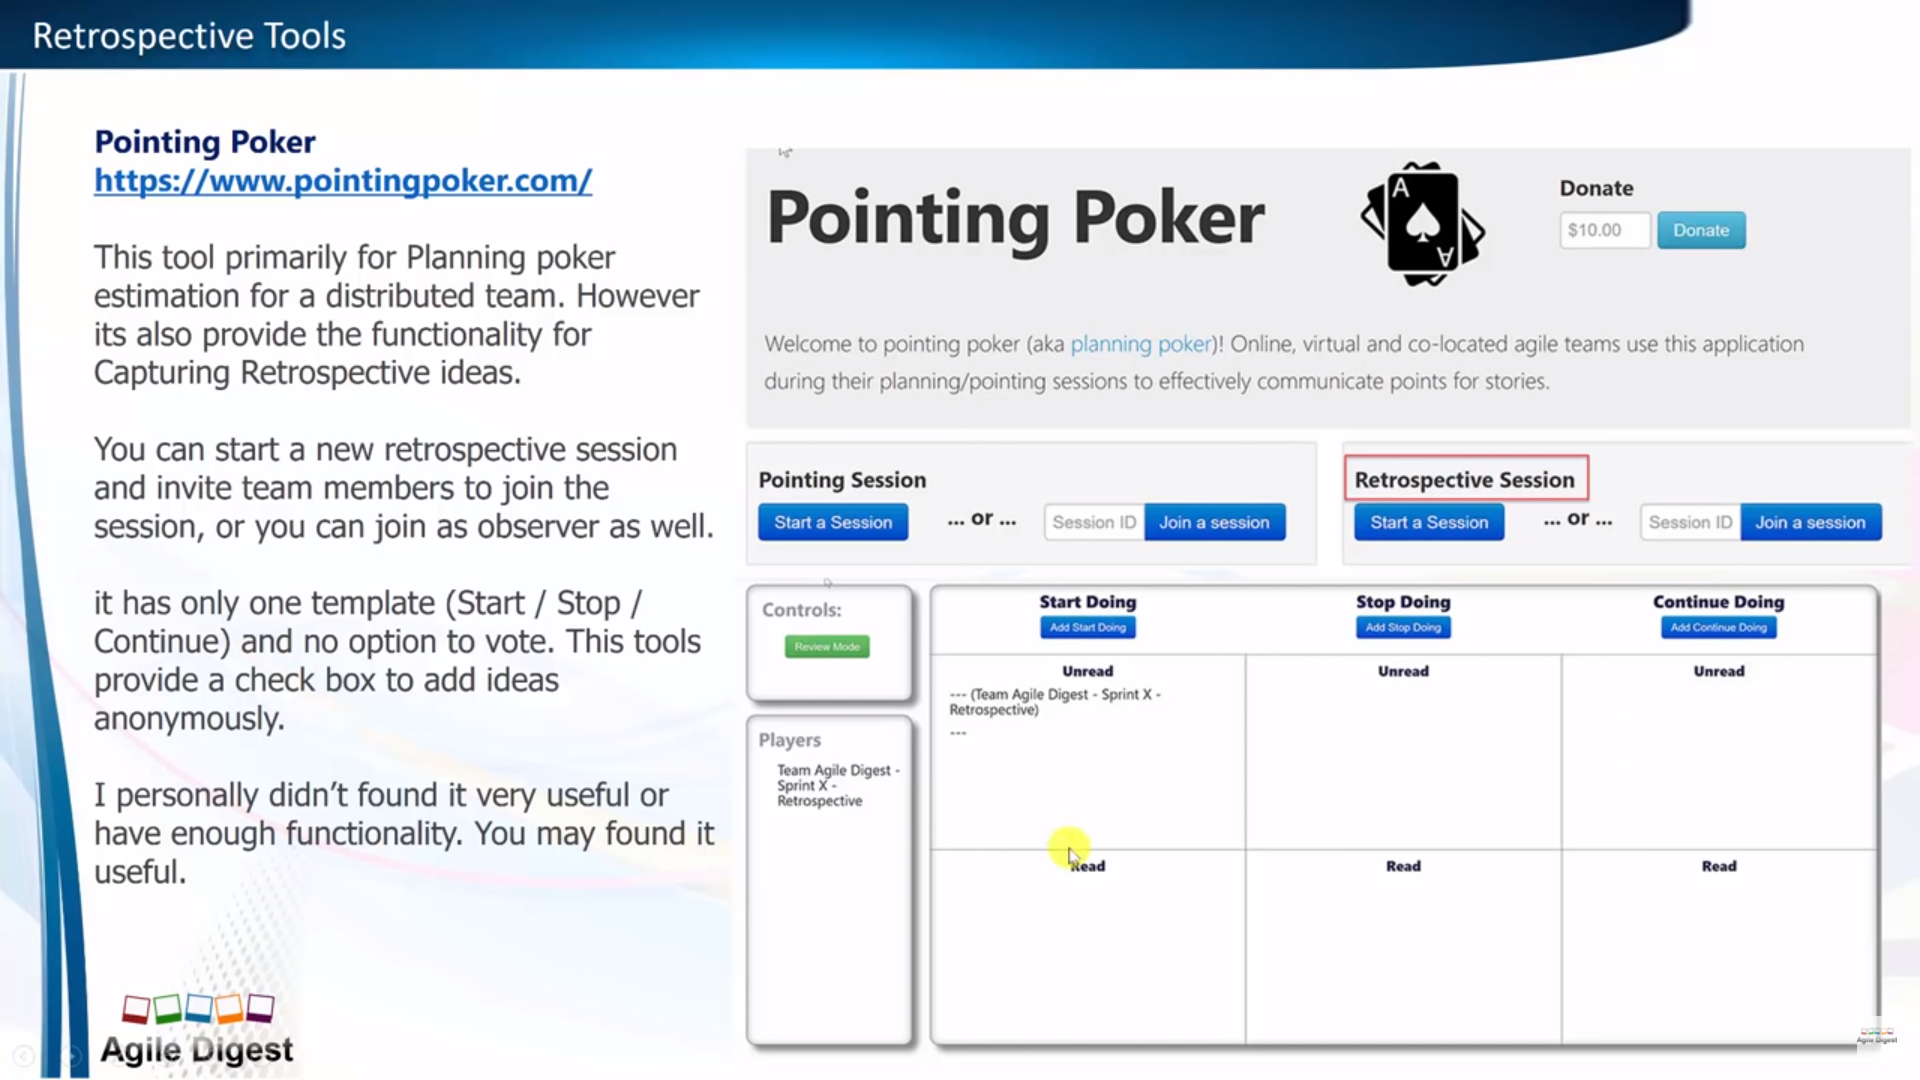 Retrospective Tools
Pointing Poker
https://www.pointingpoker.com/
This tool primarily for Planning poker
estimation for a distributed team. However
its also provide the functionality for
Capturing Retrospective ideas.
You can start a new retrospective session
and invite team members to join the
session, or you can join as observer as well.
it has only one template (Start / Stop /
Continue) and no option to vote. This tools
provide a check box to add ideas
anonymously.
I personally didn't found it very useful or
have enough functionality. You may found it
useful.
Agile Digest
Pointing Poker
A
A
Donate
$10.00
Donate
Welcome to pointing poker (aka planning poker)! Online, virtual and co-located agile teams use this application
during their planning/pointing sessions to effectively communicate points for stories.
Pointing Session
Start a Session
... or ...
Session ID
Join a session
Retrospective Session
Start a Session
... or ...
Session ID
Join a session
Controls:
Review Mode
Players
Team Agile Digest -
Sprint X -
Retrospective
Start Doing
Add Start Doing
Stop Doing
Add Stop Doing
Continue Doing
Add Continue Doing
Unread
Unread
Unread
--- (Team Agile Digest - Sprint X -
Retrospective)
---
Read
Read
Read
Agile Digest